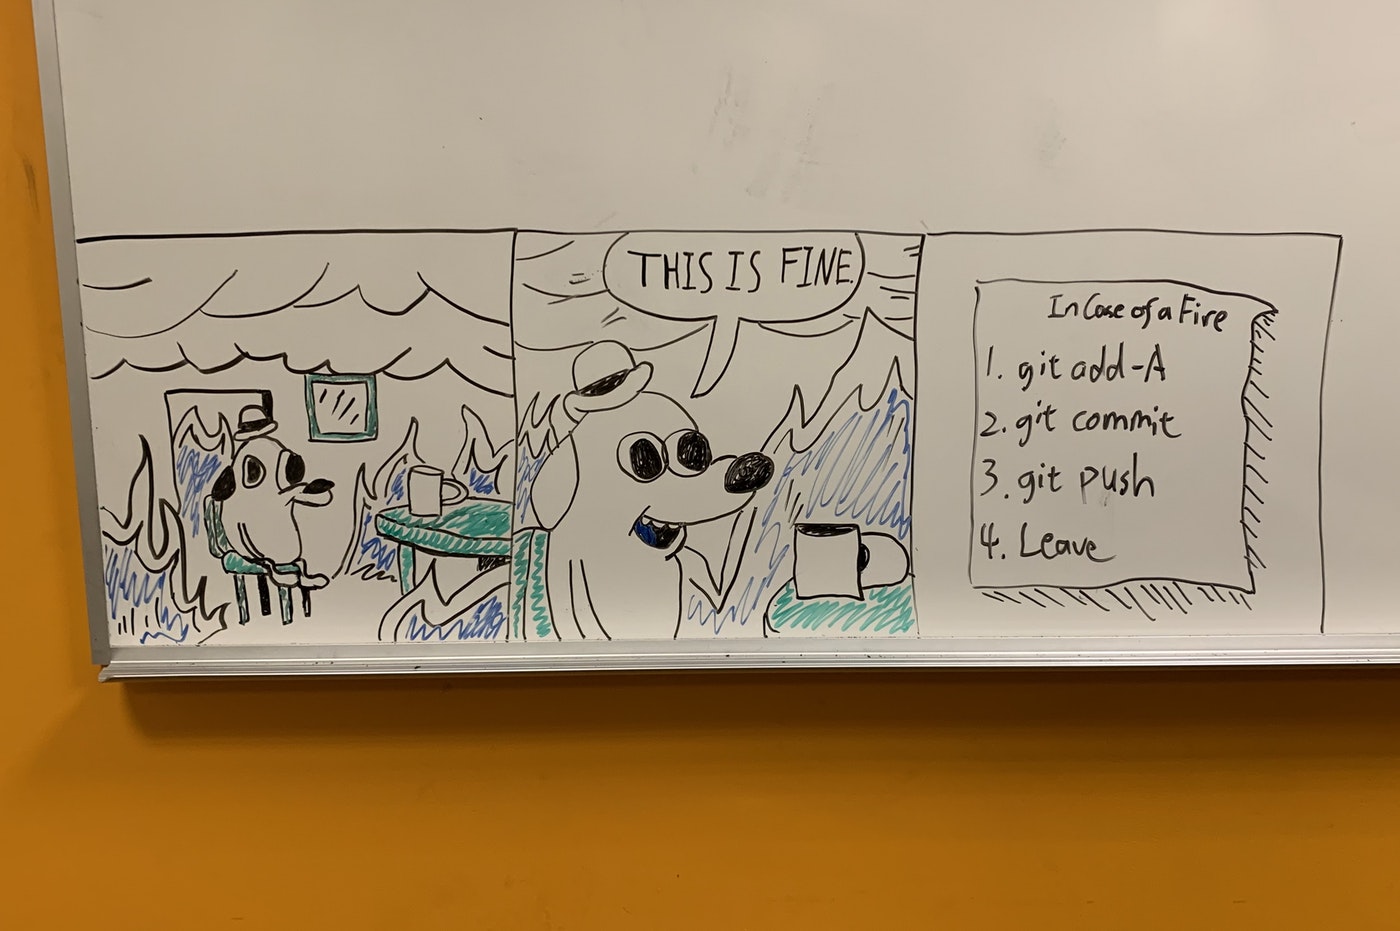 THIS IS FINE.
In Case of a Fire
1. git add -A
2. git commit
3. git push
4. Leave